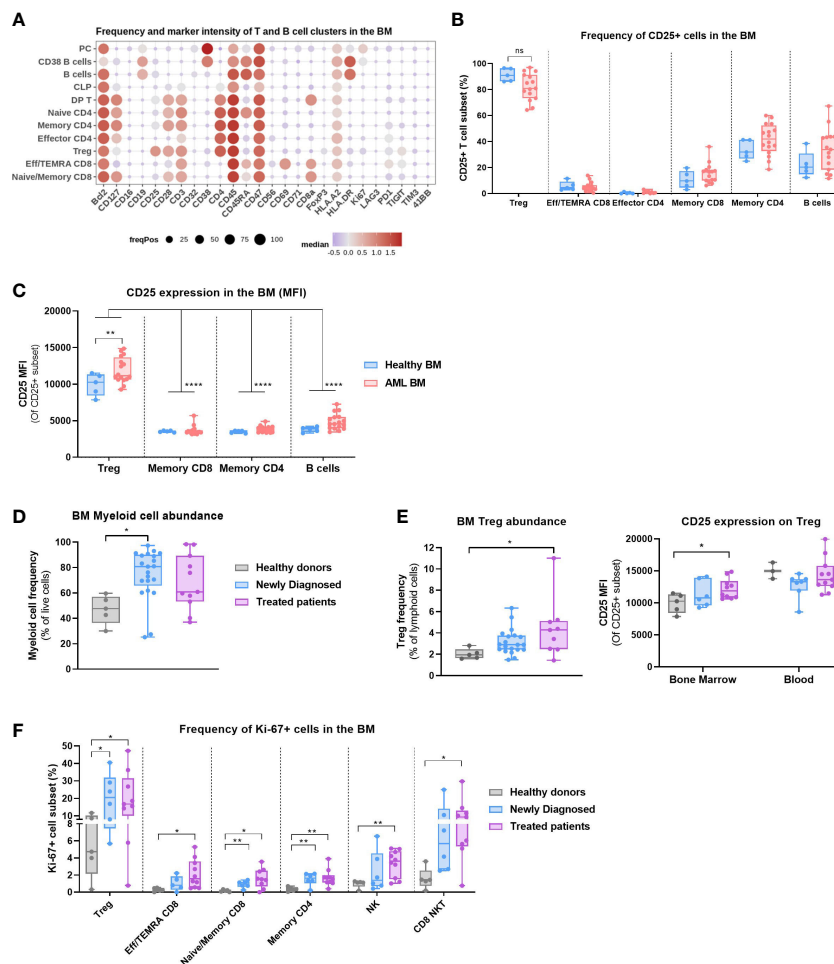 A
Frequency and marker intensity of T and B cell clusters in the BM
PC
CD38 B cells
B cells
CLP
DP T
Naive CD4
Memory CD4
Effector CD4
Treg
Eff/TEMRA CD8
Naive/Memory CD8
Bcl2
CD127
CD16
CD19
CD25
CD28
CD3
CD32
CD38
CD4
CD45
CD45RA
CD47
CD56
CD69
CD71
CD8a
FoxP3
HLA.A2
HLA.DR
Ki67
LAG3
PD1
TIGIT
TIM3
41BB
freqPos 25 50 75 100
median
-0.5 0.0 0.5 1.0 1.5
B
Frequency of CD25+ cells in the BM
CD25+ T cell subset (%)
100
80
60
40
20
0
ns
Treg Eff/TEMRA CD8 Effector CD4 Memory CD8 Memory CD4 B cells
C
CD25 expression in the BM (MFI)
CD25 MFI
(Of CD25+ subset)
20000
15000
10000
5000
0
**
**** **** ****
Treg Memory CD8 Memory CD4 B cells
Healthy BM
AML BM
D
BM Myeloid cell abundance
Myeloid cell frequency
(% of live cells)
120
100
80
60
40
20
0
*
Healthy donors
Newly Diagnosed
Treated patients
E
BM Treg abundance
Treg frequency
(% of lymphoid cells)
12
10
8
6
4
2
0
*
CD25 expression on Treg
CD25 MFI
(Of CD25+ subset)
20000
15000
10000
5000
0
*
Bone Marrow Blood
F
Frequency of Ki-67+ cells in the BM
Ki-67+ cell subset (%)
50
40
30
20
10
8
6
4
2
0
*
*
*
*
**
**
**
**
*
Treg
Eff/TEMRA CD8
Naive/Memory CD8
Memory CD4
NK
CD8 NKT
Healthy donors
Newly Diagnosed
Treated patients